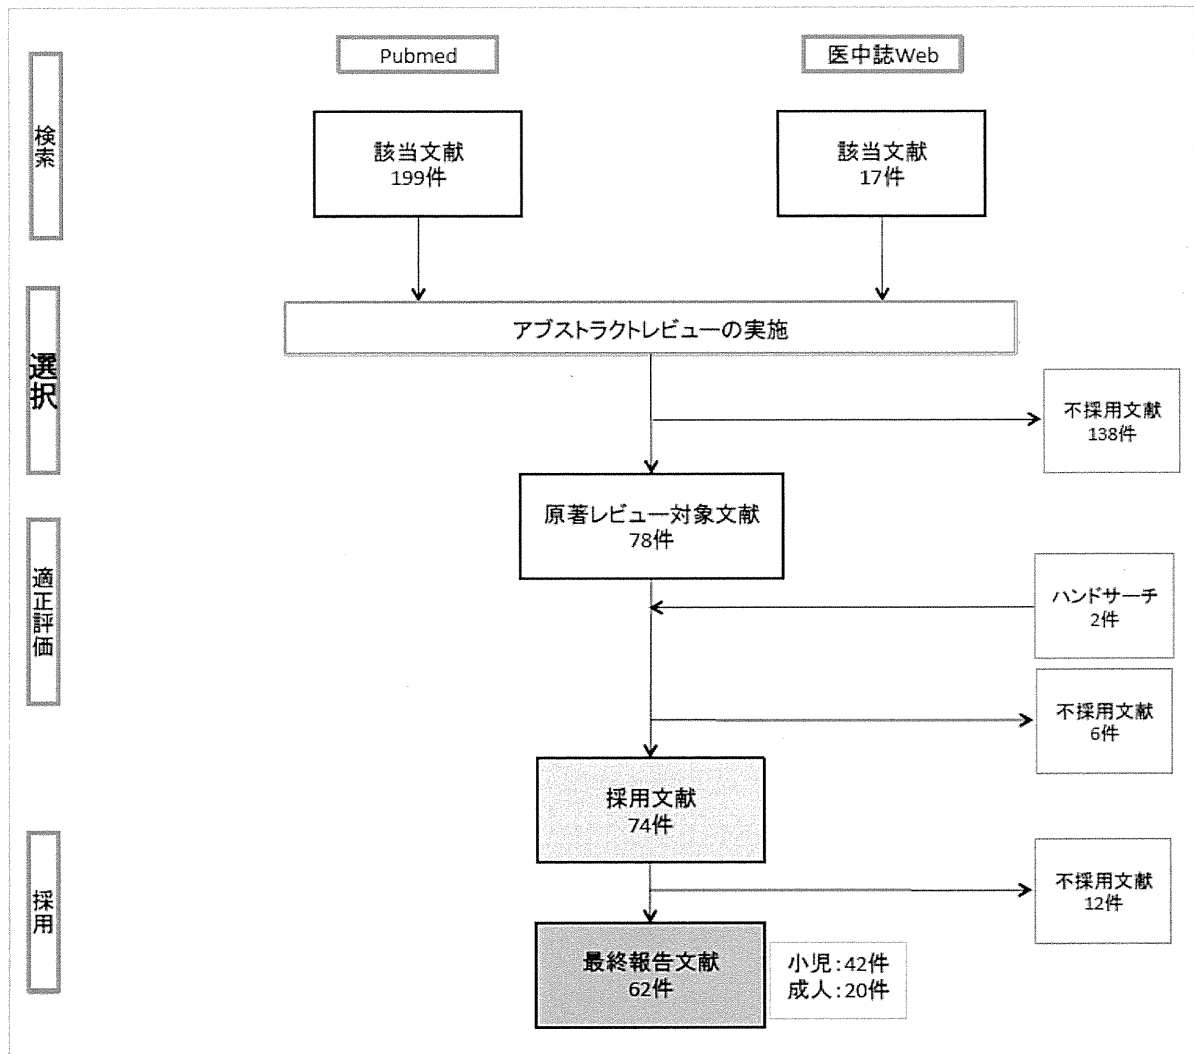 検索
Pubmed
医中誌Web
該当文献
199件
該当文献
17件
アブストラクトレビューの実施
選択
不採用文献
138件
原著レビュー対象文献
78件
適正評価
ハンドサーチ
2件
不採用文献
6件
採用文献
74件
採用
不採用文献
12件
最終報告文献
62件
小児:42件
成人:20件